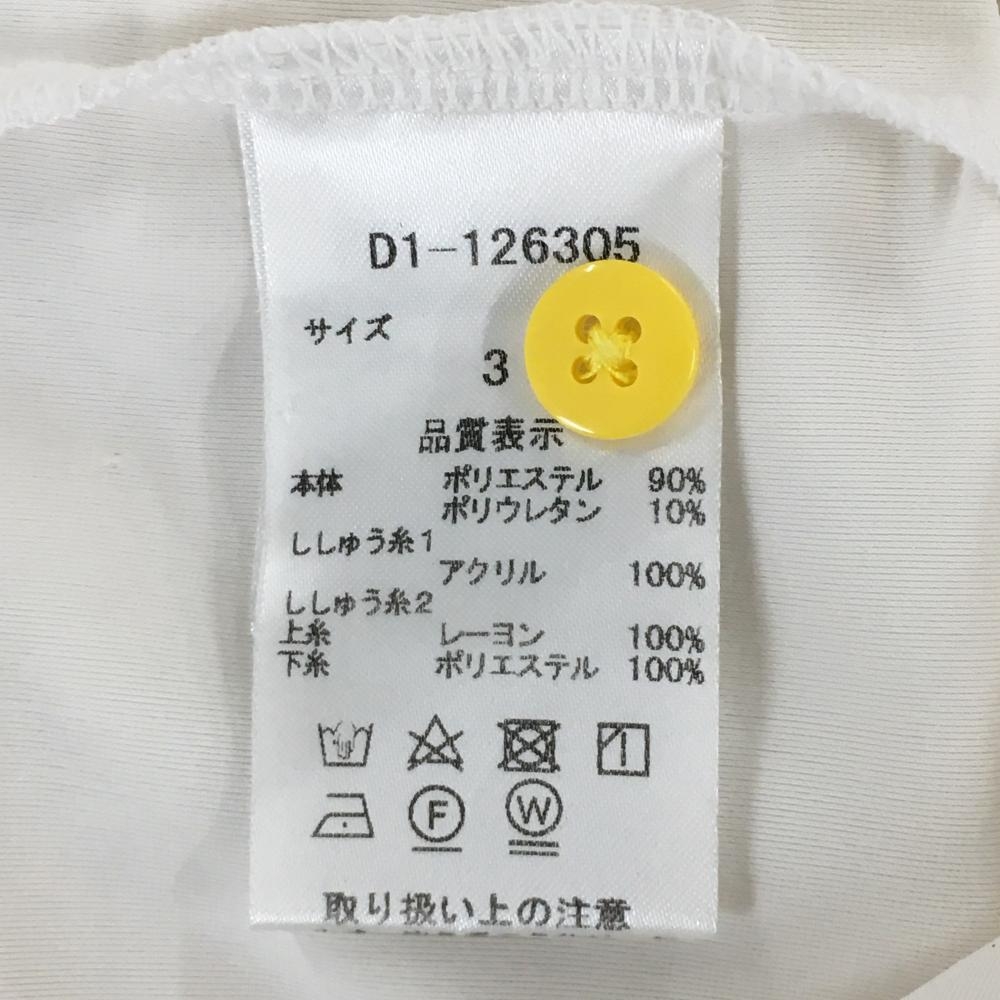 D1-126305
サイズ
3
品質表示
本体 ポリエステル 90%
ポリウレタン 10%
ししゅう糸1
アクリル 100%
ししゅう糸2
上糸 レーヨン 100%
下糸 ポリエステル 100%
F W
取り扱い上の注意